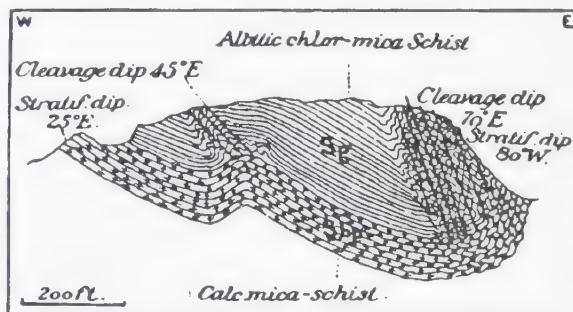 W E
Albitic chlor-mica Schist
Cleavage dip 45°E
Stratif. dip.
25°E.
Cleavage dip
70°E
Stratif. dip
80°W.
Sg
200 ft.
Calc mica-schist.